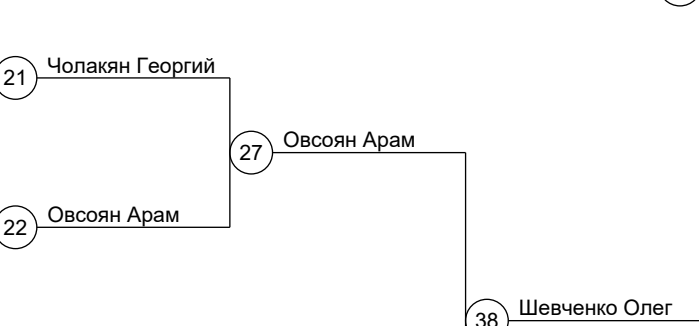 21 Чолакян Георгий
27 Овсоян Арам
22 Овсоян Арам
38 Шевченко Олег